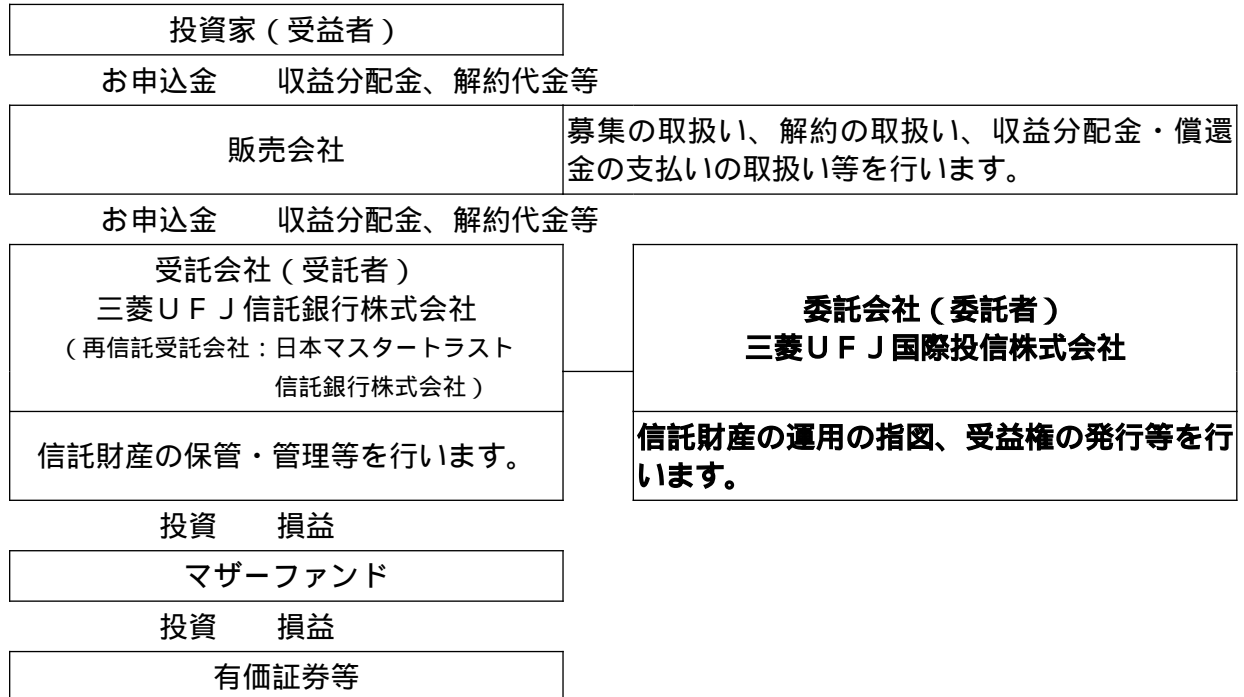 投資家（受益者）
お申込金　　収益分配金、解約代金等
販売会社
募集の取扱い、解約の取扱い、収益分配金・償還
金の支払いの取扱い等を行います。
お申込金　　収益分配金、解約代金等
受託会社（受託者）
三菱ＵＦＪ信託銀行株式会社
（再信託受託会社：日本マスタートラスト
信託銀行株式会社）
委託会社（委託者）
三菱ＵＦＪ国際投信株式会社
信託財産の保管・管理等を行います。
信託財産の運用の指図、受益権の発行等を行
います。
投資　　損益
マザーファンド
投資　　損益
有価証券等